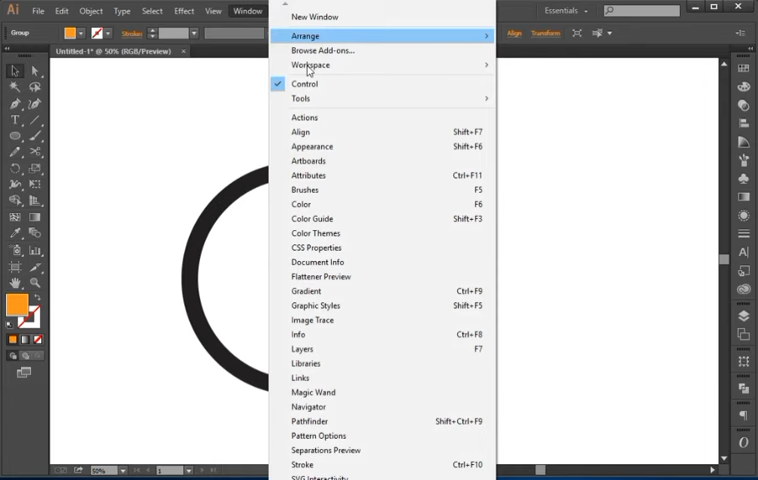 Ai File Edit Object Type Select Effect View Window Essentials
Group Stroke: Align Transform
Untitled-1* @ 50% (RGB/Preview) ×
New Window
Arrange
Browse Add-ons...
Workspace
Control
Tools
Actions
Align Shift+F7
Appearance Shift+F6
Artboards
Attributes Ctrl+F11
Brushes F5
Color F6
Color Guide Shift+F3
Color Themes
CSS Properties
Document Info
Flattener Preview
Gradient Ctrl+F9
Graphic Styles Shift+F5
Image Trace
Info Ctrl+F8
Layers F7
Libraries
Links
Magic Wand
Navigator
Pathfinder Shift+Ctrl+F9
Pattern Options
Separations Preview
Stroke Ctrl+F10
SVG Interactivity
50% 1